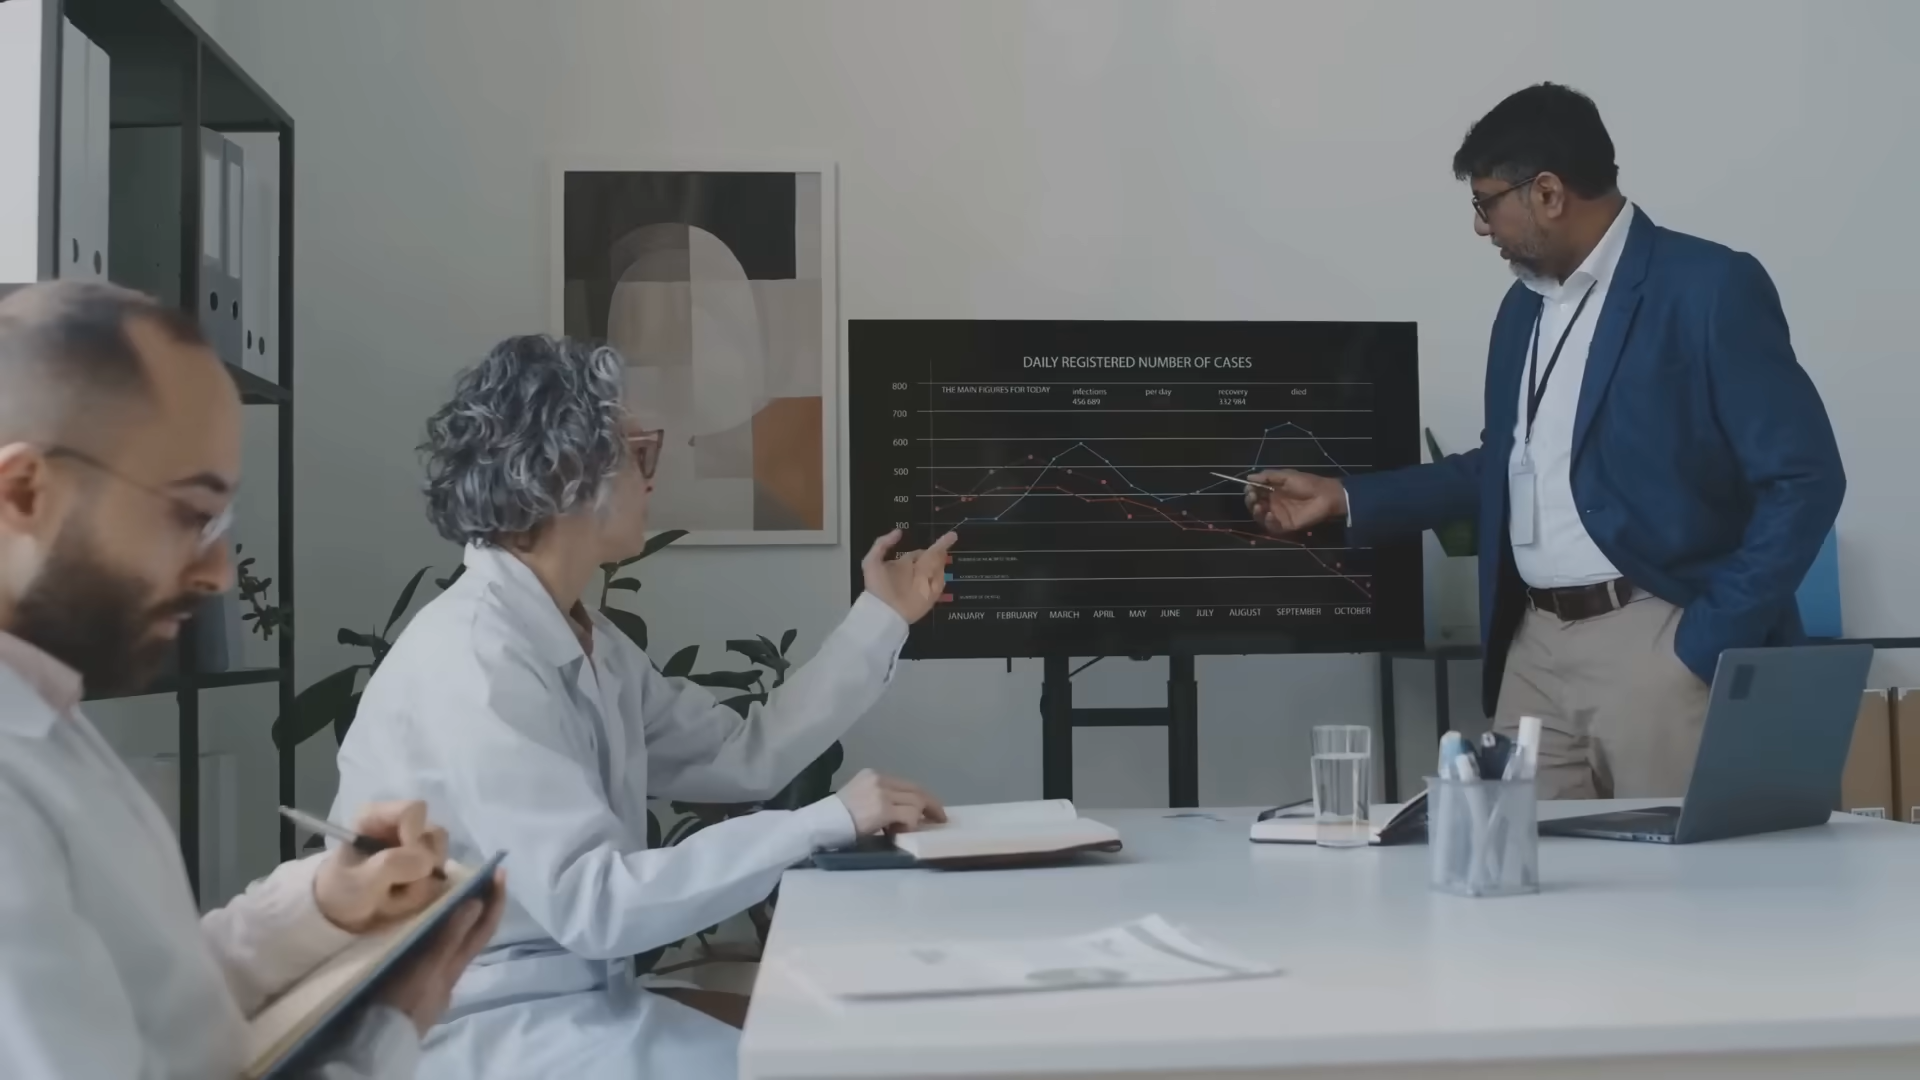 DAILY REGISTERED NUMBER OF CASES
THE MAIN FIGURES FOR TODAY infections per day recovery died
456 689 332 984
800
700
600
500
400
300
200
JANUARY FEBRUARY MARCH APRIL MAY JUNE JULY AUGUST SEPTEMBER OCTOBER